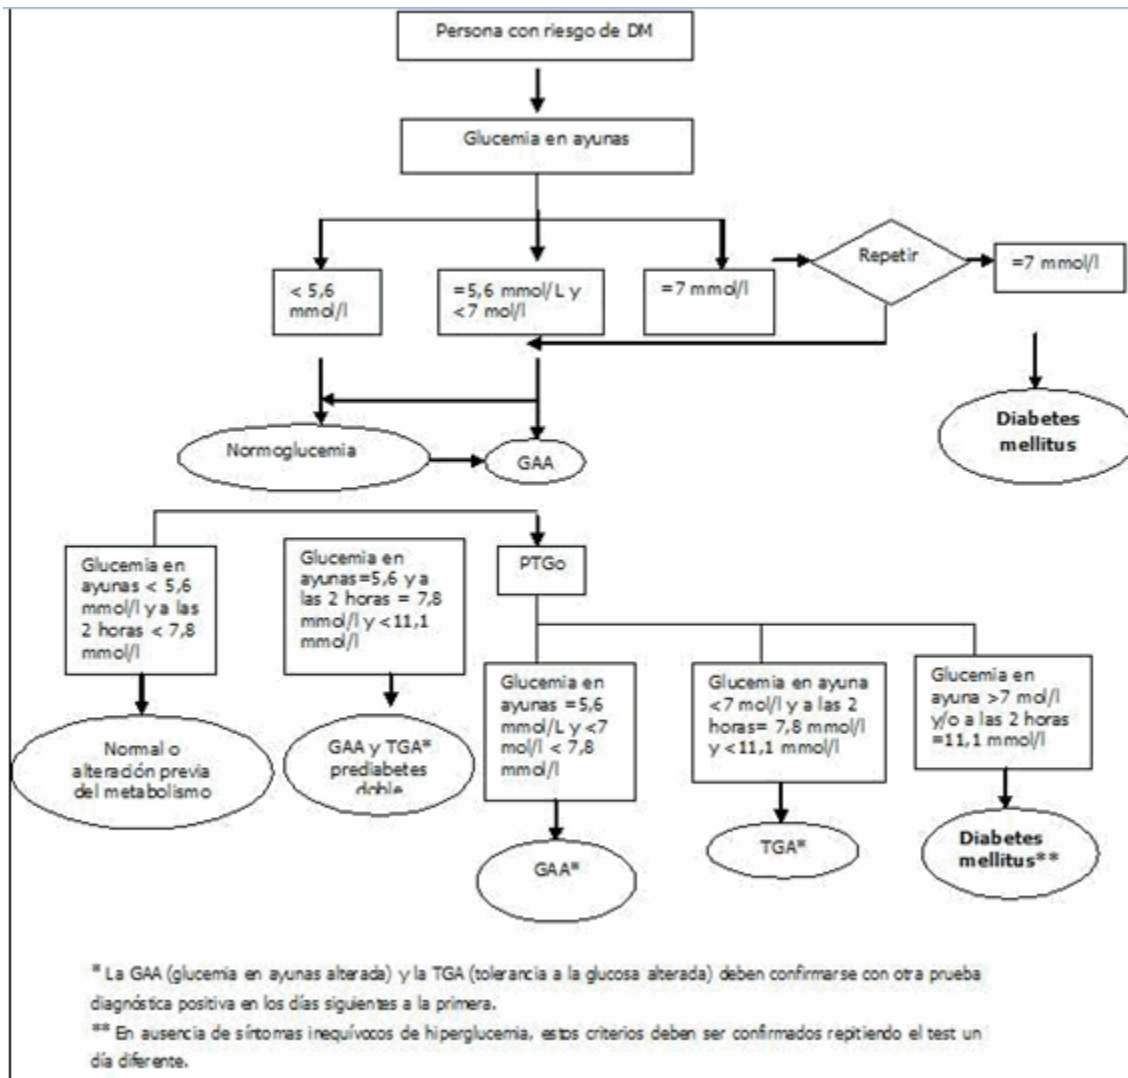 Persona con riesgo de DM
Glucemia en ayunas
< 5,6
mmol/l
=5,6 mmol/L y
<7 mol/l
=7 mmol/l
Repetir
=7 mmol/l
Diabetes
mellitus
Normoglucemia
GAA
Glucemia en
ayunas < 5,6
mmol/l y a las
2 horas < 7,8
mmol/l
Glucemia en
ayunas=5,6 y a
las 2 horas = 7,8
mmol/l y <11,1
mmol/l
PTGo
Glucemia en
ayunas =5,6
mmol/L y <7
mol/l < 7,8
mmol/l
Glucemia en ayuna
<7 mol/l y a las 2
horas= 7,8 mmol/l
y <11,1 mmol/l
Glucemia en
ayuna >7 mol/l
y/o a las 2 horas
=11,1 mmol/l
Normal o
alteración previa
del metabolismo
GAA y TGA*
prediabetes
doble
GAA*
TGA*
Diabetes
mellitus**
* La GAA (glucemia en ayunas alterada) y la TGA (tolerancia a la glucosa alterada) deben confirmarse con otra prueba
diagnóstica positiva en los días siguientes a la primera.
** En ausencia de síntomas inequívocos de hiperglucemia, estos criterios deben ser confirmados repitiendo el test un
día diferente.